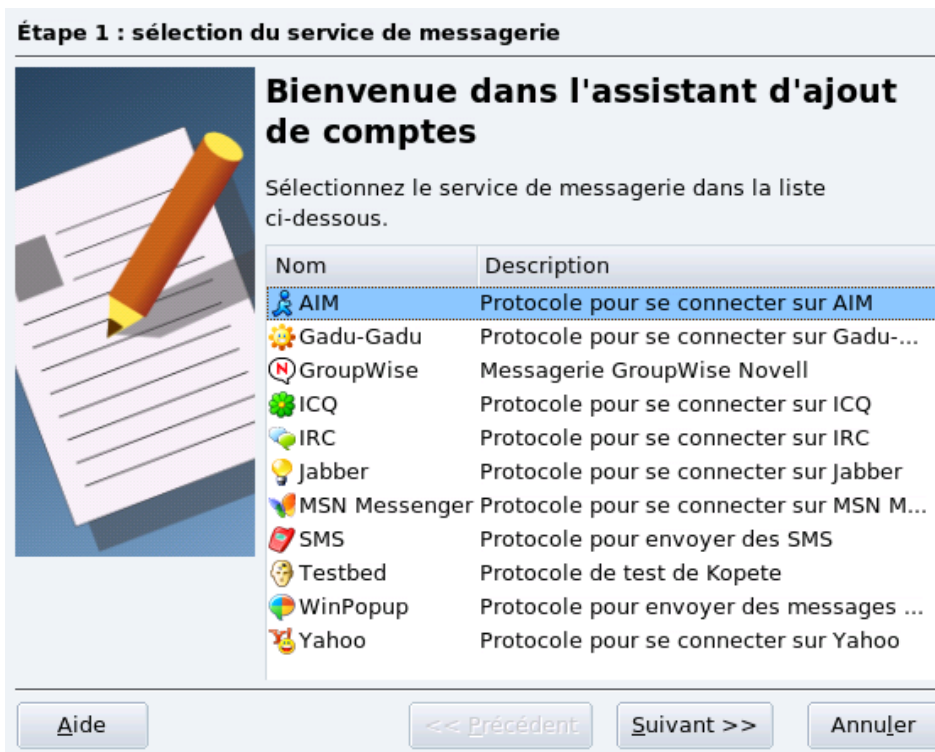 Étape 1 : sélection du service de messagerie
Bienvenue dans l'assistant d'ajout
de comptes
Sélectionnez le service de messagerie dans la liste
ci-dessous.
Nom Description
AIM Protocole pour se connecter sur AIM
Gadu-Gadu Protocole pour se connecter sur Gadu-...
GroupWise Messagerie GroupWise Novell
ICQ Protocole pour se connecter sur ICQ
IRC Protocole pour se connecter sur IRC
Jabber Protocole pour se connecter sur Jabber
MSN Messenger Protocole pour se connecter sur MSN M...
SMS Protocole pour envoyer des SMS
Testbed Protocole de test de Kopete
WinPopup Protocole pour envoyer des messages ...
Yahoo Protocole pour se connecter sur Yahoo
Aide << Précédent Suivant >> Annuler